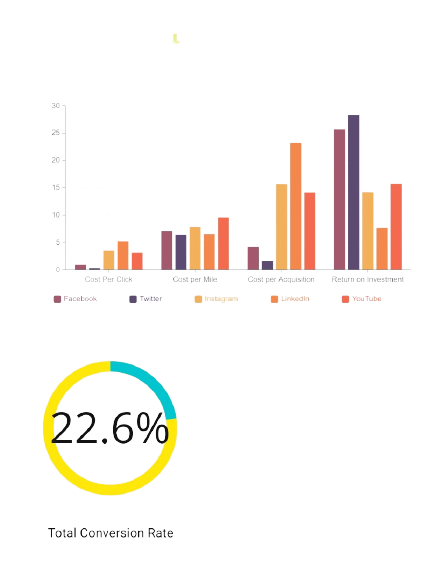 30
25
20
15
10
5
0
Cost Per Click Cost per Mile Cost per Acquisition Return on Investment
Facebook Twitter Instagram LinkedIn YouTube
22.6%
Total Conversion Rate